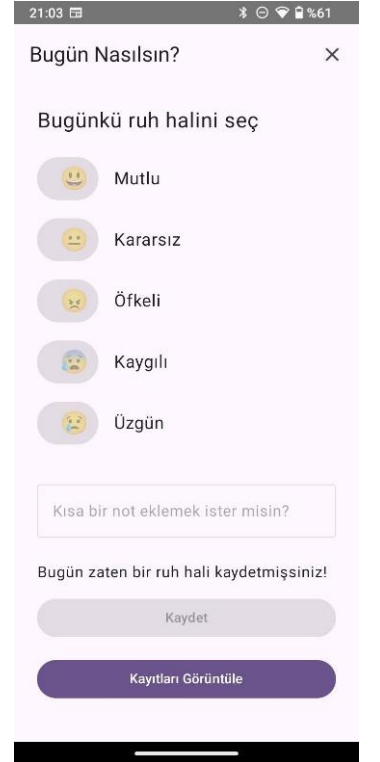 21:03 %61
Bugün Nasılsın?
Bugünkü ruh halini seç
Mutlu
Kararsız
Öfkeli
Kaygılı
Üzgün
Kısa bir not eklemek ister misin?
Bugün zaten bir ruh hali kaydetmişsiniz!
Kaydet
Kayıtları Görüntüle